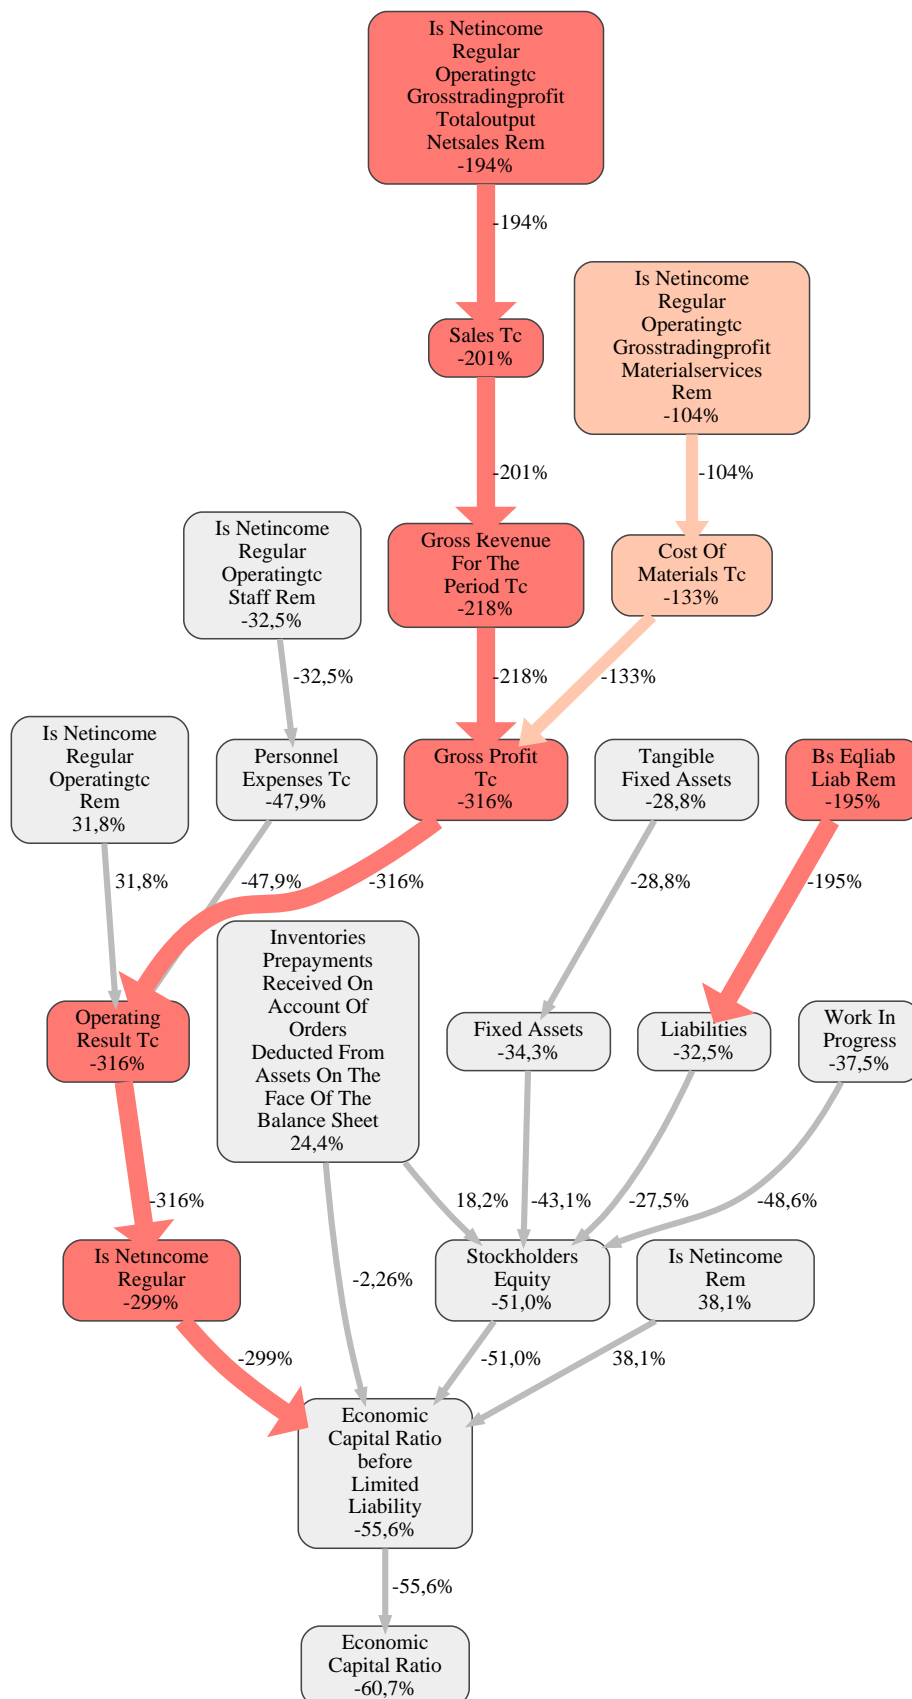 Is Netincome
Regular
Operatingtc
Grosstradingprofit
Totaloutput
Netsales Rem
-194%
-194%
Sales Tc
-201%
Is Netincome
Regular
Operatingtc
Grosstradingprofit
Materialservices
Rem
-104%
-201%
-104%
Is Netincome
Regular
Operatingtc
Staff Rem
-32,5%
Gross Revenue
For The
Period Tc
-218%
Cost Of
Materials Tc
-133%
-32,5%
-218%
-133%
Is Netincome
Regular
Operatingtc
Rem
31,8%
Personnel
Expenses Tc
-47,9%
Gross Profit
Tc
-316%
Tangible
Fixed Assets
-28,8%
Bs Eqliab
Liab Rem
-195%
31,8%
-47,9%
-316%
-28,8%
-195%
Inventories
Prepayments
Received On
Account Of
Orders
Deducted From
Assets On The
Face Of The
Balance Sheet
24,4%
Operating
Result Tc
-316%
Fixed Assets
-34,3%
Liabilities
-32,5%
Work In
Progress
-37,5%
-316%
18,2%
-43,1%
-27,5%
-48,6%
Is Netincome
Regular
-299%
-2,26%
Stockholders
Equity
-51,0%
Is Netincome
Rem
38,1%
-299%
-51,0%
38,1%
Economic
Capital Ratio
before
Limited
Liability
-55,6%
-55,6%
Economic
Capital Ratio
-60,7%